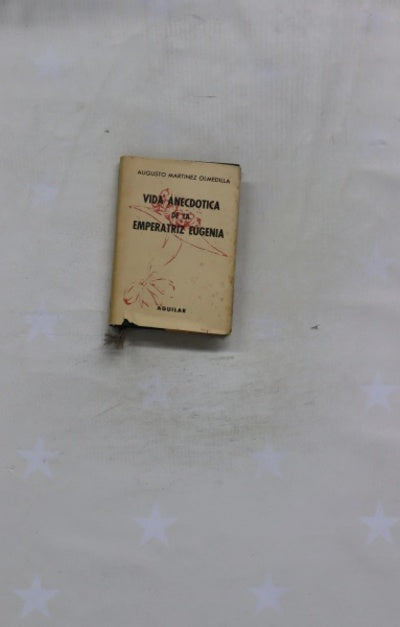 AUGUSTO MARTINEZ OLMEDILLA
VIDA ANECDOTICA
DE LA
EMPERATRIZ EUGENIA
AGUILAR